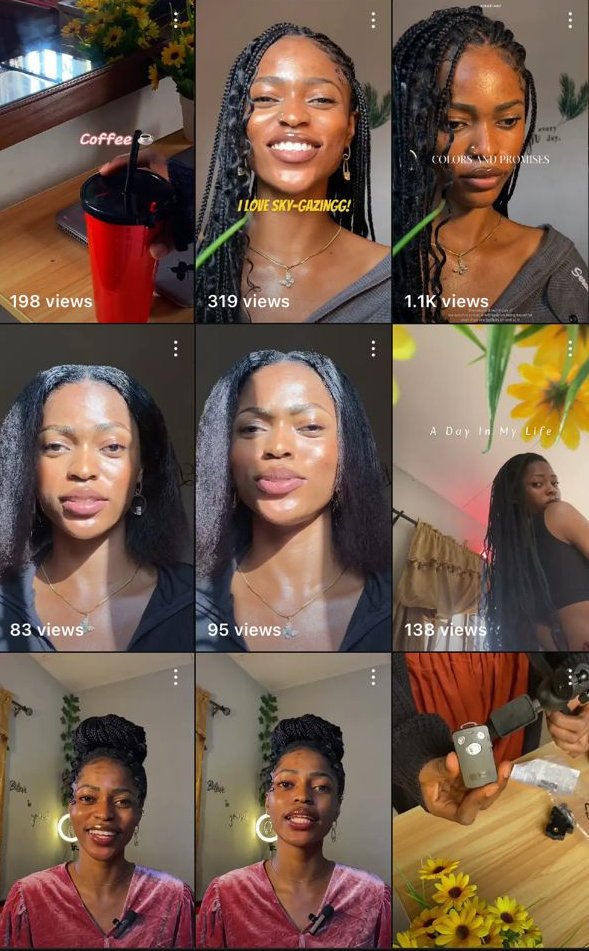 Coffee ☕
198 views
I LOVE SKY-GAZINGG!
319 views
COLORS AND PROMISES
1.1K views
83 views
95 views
A Day In My Life
138 views